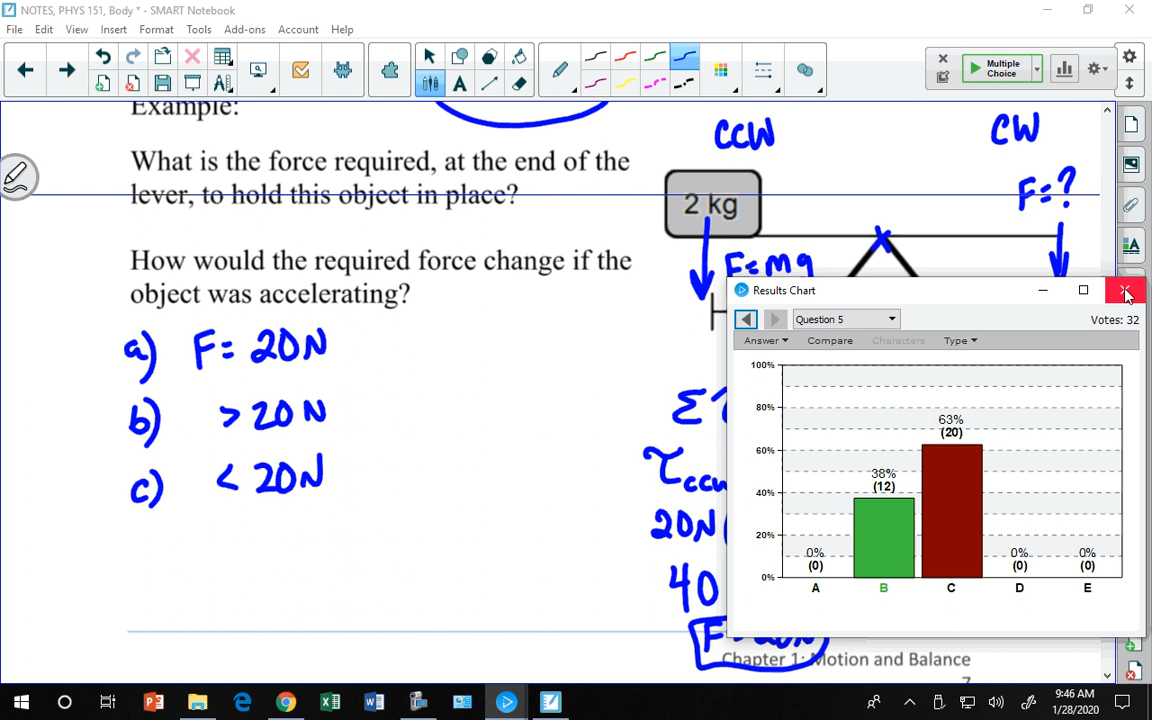 NOTES, PHYS 151, Body * - SMART Notebook
File Edit View Insert Format Tools Add-ons Account Help
Multiple Choice
Example:
CCW
CW
What is the force required, at the end of the
lever, to hold this object in place?
2 kg
F=?
F=mg
How would the required force change if the
object was accelerating?
a) F= 20N
b) > 20N
c) < 20N
Στ
τccw
20N
40
F=20N
Results Chart
Question 5
Votes: 32
Answer Compare Characters Type
100%
80%
60%
40%
20%
0%
0%
(0)
38%
(12)
63%
(20)
0%
(0)
0%
(0)
A B C D E
Chapter 1: Motion and Balance
9:46 AM
1/28/2020